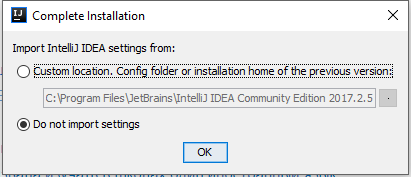 IJ
Complete Installation
Import IntelliJ IDEA settings from:
Custom location. Config folder or installation home of the previous version:
C:\Program Files\JetBrains\IntelliJ IDEA Community Edition 2017.2.5
.
Do not import settings
OK